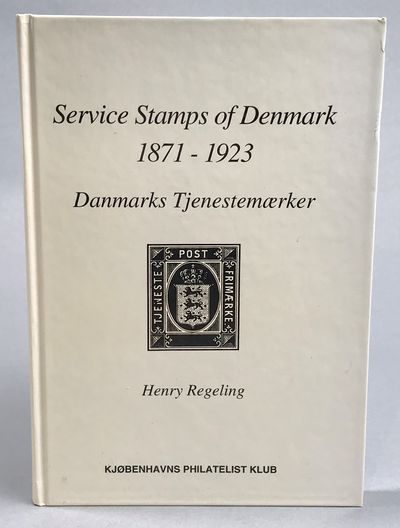 Service Stamps of Denmark
1871 - 1923
Danmarks Tjenestemærker
POST
TJENESTE
FRIMÆRKE
Henry Regeling
KJØBENHAVNS PHILATELIST KLUB